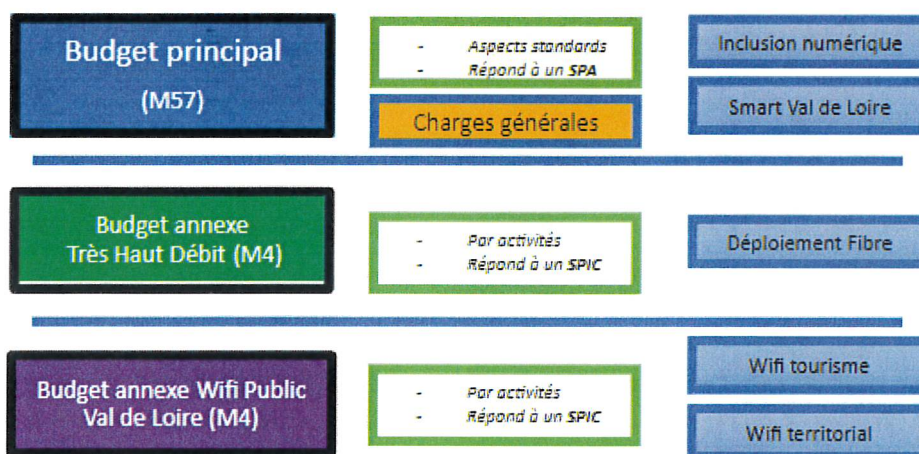 Budget principal
(M57)
- Aspects standards
- Répond à un SPA
Charges générales
Inclusion numérique
Smart Val de Loire
Budget annexe
Très Haut Débit (M4)
- Par activités
- Répond à un SPIC
Déploiement Fibre
Budget annexe Wifi Public
Val de Loire (M4)
- Par activités
- Répond à un SPIC
Wifi tourisme
Wifi territorial